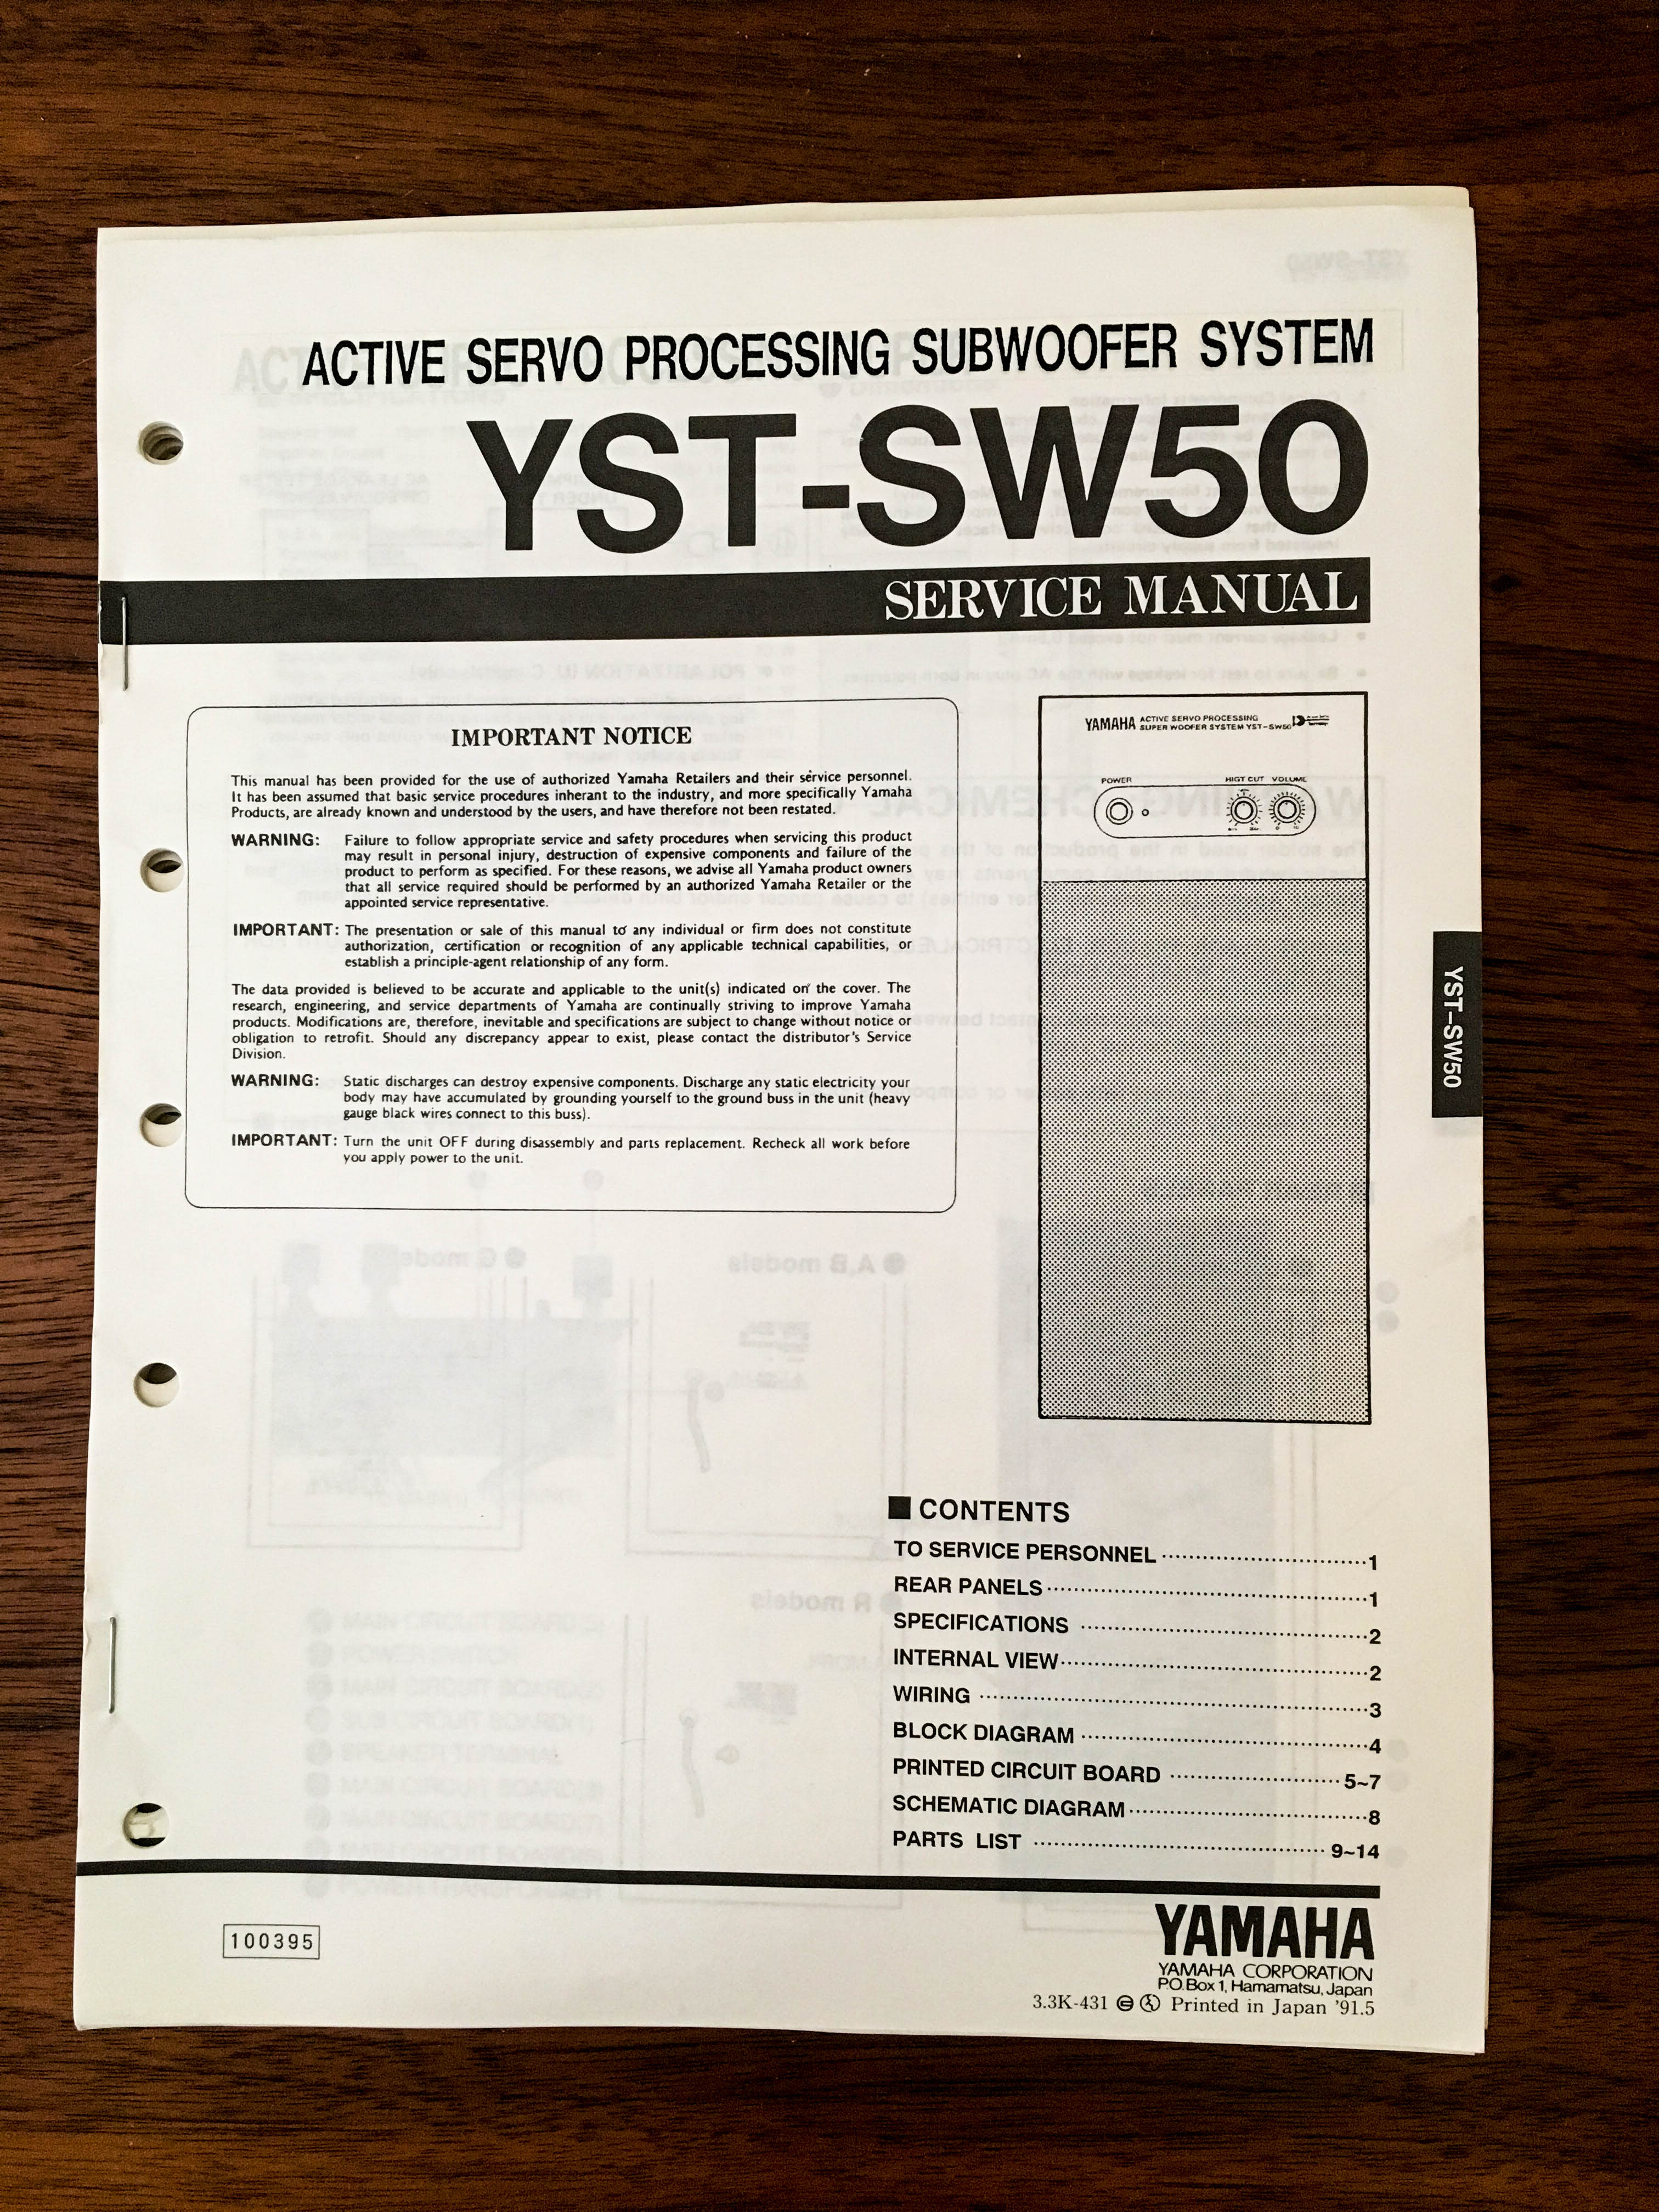 ACTIVE SERVO PROCESSING SUBWOOFER SYSTEM
YST-SW50
SERVICE MANUAL
IMPORTANT NOTICE
This manual has been provided for the use of authorized Yamaha Retailers and their service personnel.
It has been assumed that basic service procedures inherant to the industry, and more specifically Yamaha
Products, are already known and understood by the users, and have therefore not been restated.
WARNING: Failure to follow appropriate service and safety procedures when servicing this product
may result in personal injury, destruction of expensive components and failure of the
product to perform as specified. For these reasons, we advise all Yamaha product owners
that all service required should be performed by an authorized Yamaha Retailer or the
appointed service representative.
IMPORTANT: The presentation or sale of this manual to any individual or firm does not constitute
authorization, certification or recognition of any applicable technical capabilities, or
establish a principle-agent relationship of any form.
The data provided is believed to be accurate and applicable to the unit(s) indicated on the cover. The
research, engineering, and service departments of Yamaha are continually striving to improve Yamaha
products. Modifications are, therefore, inevitable and specifications are subject to change without notice or
obligation to retrofit. Should any discrepancy appear to exist, please contact the distributor's Service
Division.
WARNING: Static discharges can destroy expensive components. Discharge any static electricity your
body may have accumulated by grounding yourself to the ground buss in the unit (heavy
gauge black wires connect to this buss).
IMPORTANT: Turn the unit OFF during disassembly and parts replacement. Recheck all work before
you apply power to the unit.
YAMAHA ACTIVE SERVO PROCESSING
SUPER WOOFER SYSTEM YST-SW50
POWER HIGT CUT VOLUME
YST-SW50
■ CONTENTS
TO SERVICE PERSONNEL 1
REAR PANELS 1
SPECIFICATIONS 2
INTERNAL VIEW 2
WIRING 3
BLOCK DIAGRAM 4
PRINTED CIRCUIT BOARD 5~7
SCHEMATIC DIAGRAM 8
PARTS LIST 9~14
100395
YAMAHA
YAMAHA CORPORATION
P.O.Box 1, Hamamatsu, Japan
3.3K-431 Printed in Japan '91.5